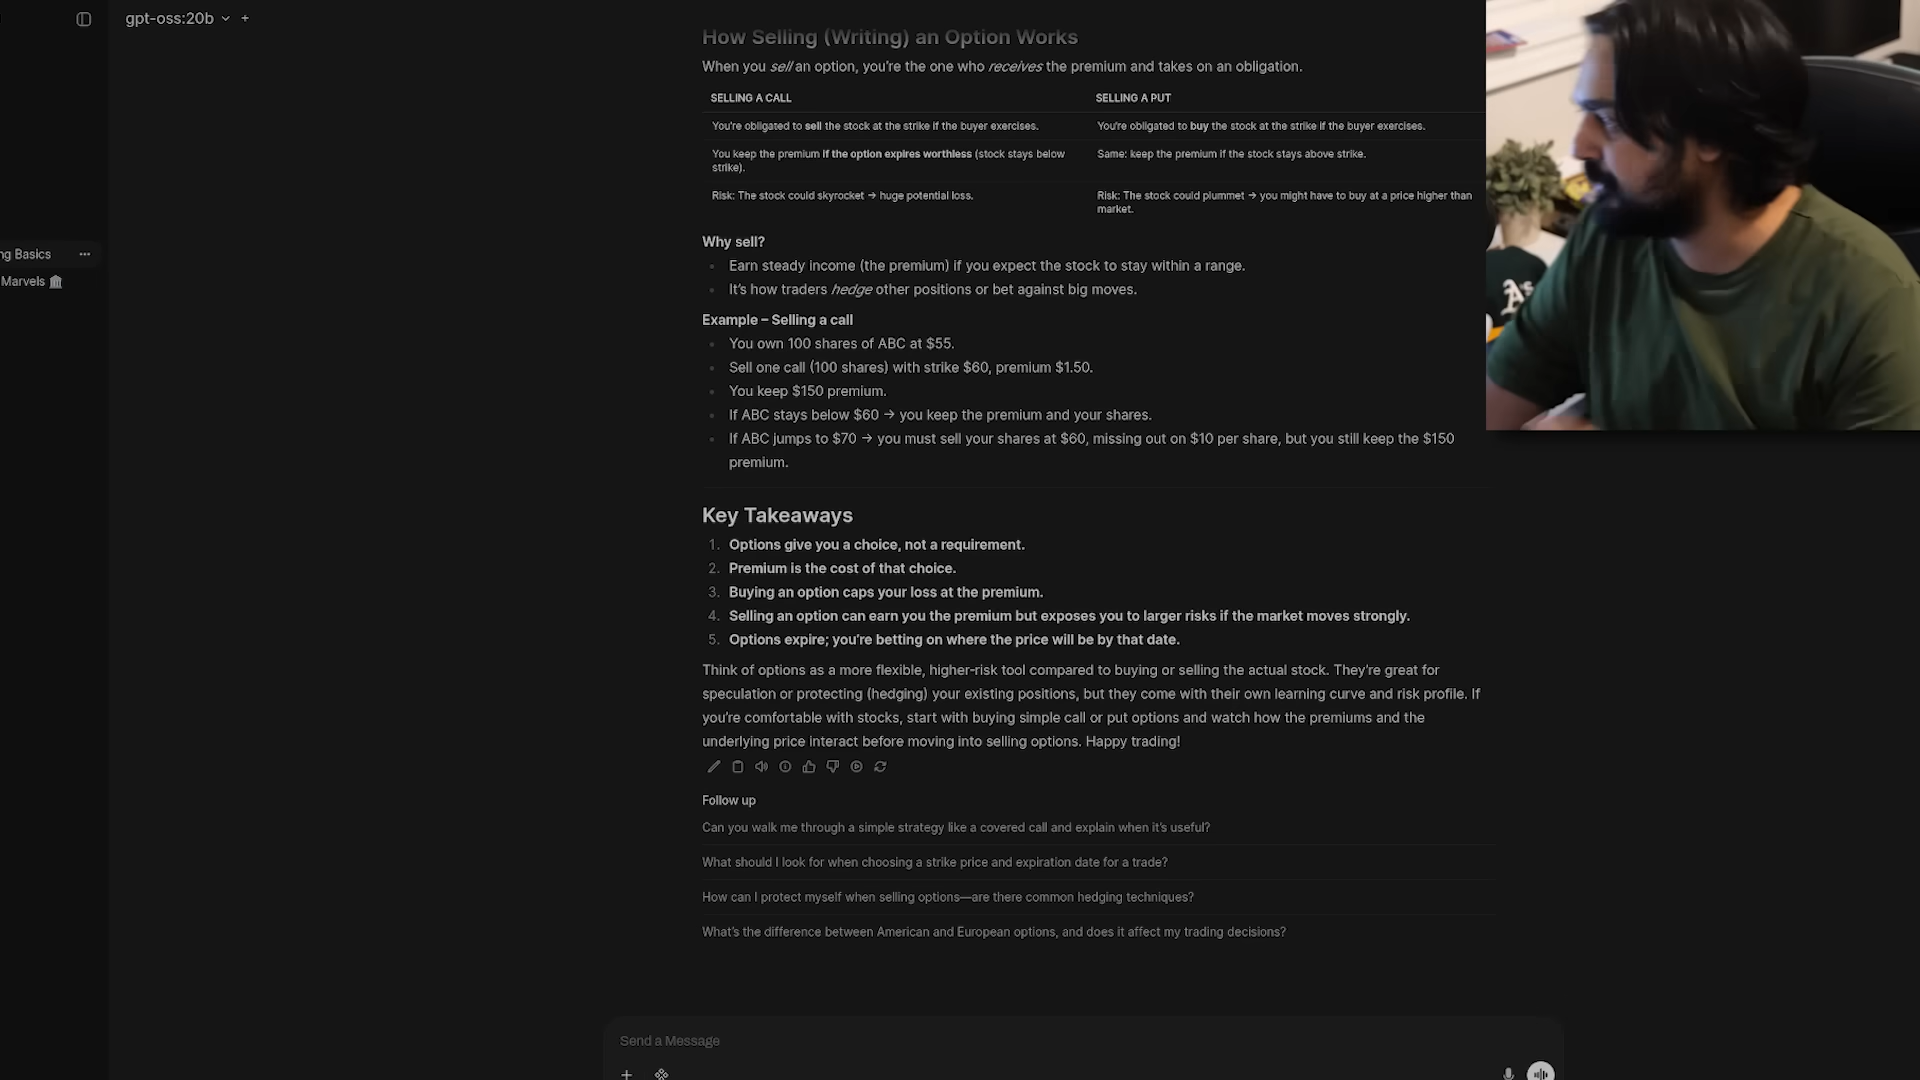 gpt-oss:20b
ng Basics
Marvels
How Selling (Writing) an Option Works
When you sell an option, you're the one who receives the premium and takes on an obligation.
SELLING A CALL SELLING A PUT
You're obligated to sell the stock at the strike if the buyer exercises. You're obligated to buy the stock at the strike if the buyer exercises.
You keep the premium if the option expires worthless (stock stays below Same: keep the premium if the stock stays above strike.
strike).
Risk: The stock could skyrocket → huge potential loss. Risk: The stock could plummet → you might have to buy at a price higher than
market.
Why sell?
Earn steady income (the premium) if you expect the stock to stay within a range.
It's how traders hedge other positions or bet against big moves.
Example – Selling a call
You own 100 shares of ABC at $55.
Sell one call (100 shares) with strike $60, premium $1.50.
You keep $150 premium.
If ABC stays below $60 → you keep the premium and your shares.
If ABC jumps to $70 → you must sell your shares at $60, missing out on $10 per share, but you still keep the $150
premium.
Key Takeaways
1. Options give you a choice, not a requirement.
2. Premium is the cost of that choice.
3. Buying an option caps your loss at the premium.
4. Selling an option can earn you the premium but exposes you to larger risks if the market moves strongly.
5. Options expire; you're betting on where the price will be by that date.
Think of options as a more flexible, higher-risk tool compared to buying or selling the actual stock. They're great for
speculation or protecting (hedging) your existing positions, but they come with their own learning curve and risk profile. If
you're comfortable with stocks, start with buying simple call or put options and watch how the premiums and the
underlying price interact before moving into selling options. Happy trading!
Follow up
Can you walk me through a simple strategy like a covered call and explain when it's useful?
What should I look for when choosing a strike price and expiration date for a trade?
How can I protect myself when selling options—are there common hedging techniques?
What's the difference between American and European options, and does it affect my trading decisions?
Send a Message
A's